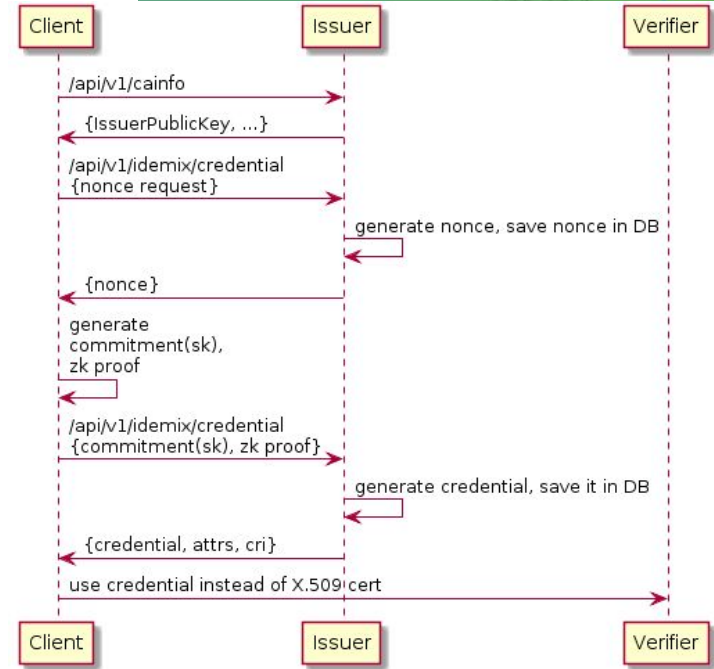 Client
Issuer
Verifier
/api/v1/cainfo
{IssuerPublicKey, ...}
/api/v1/idemix/credential
{nonce request}
generate nonce, save nonce in DB
{nonce}
generate
commitment(sk),
zk proof
/api/v1/idemix/credential
{commitment(sk), zk proof}
generate credential, save it in DB
{credential, attrs, cri}
use credential instead of X.509 cert
Client
Issuer
Verifier